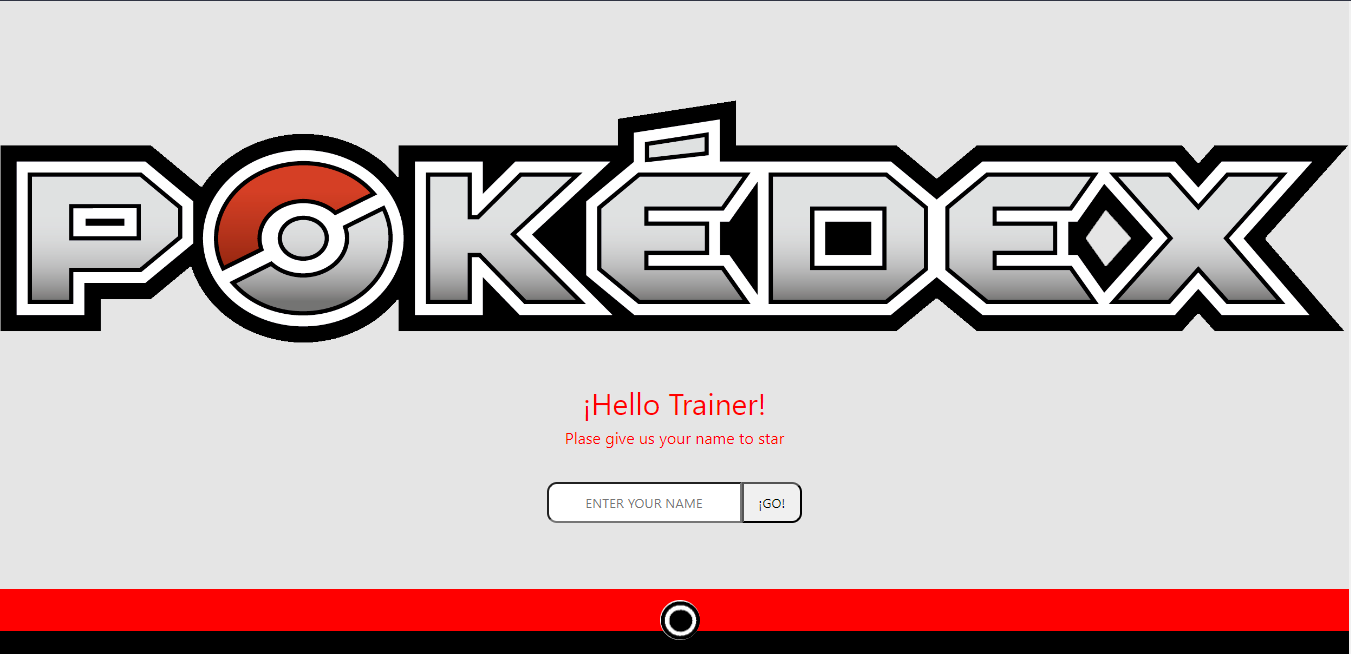 POKÉDEX
¡Hello Trainer!
Plase give us your name to star
ENTER YOUR NAME
¡GO!